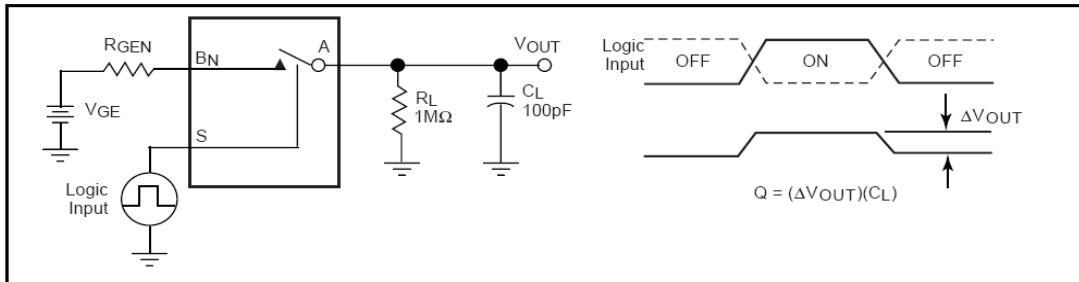 RGEN
BN
A
VOUT
VGE
RL
1MΩ
CL
100pF
S
Logic
Input
Logic
Input
OFF
ON
OFF
ΔVOUT
Q = (ΔVOUT)(CL)